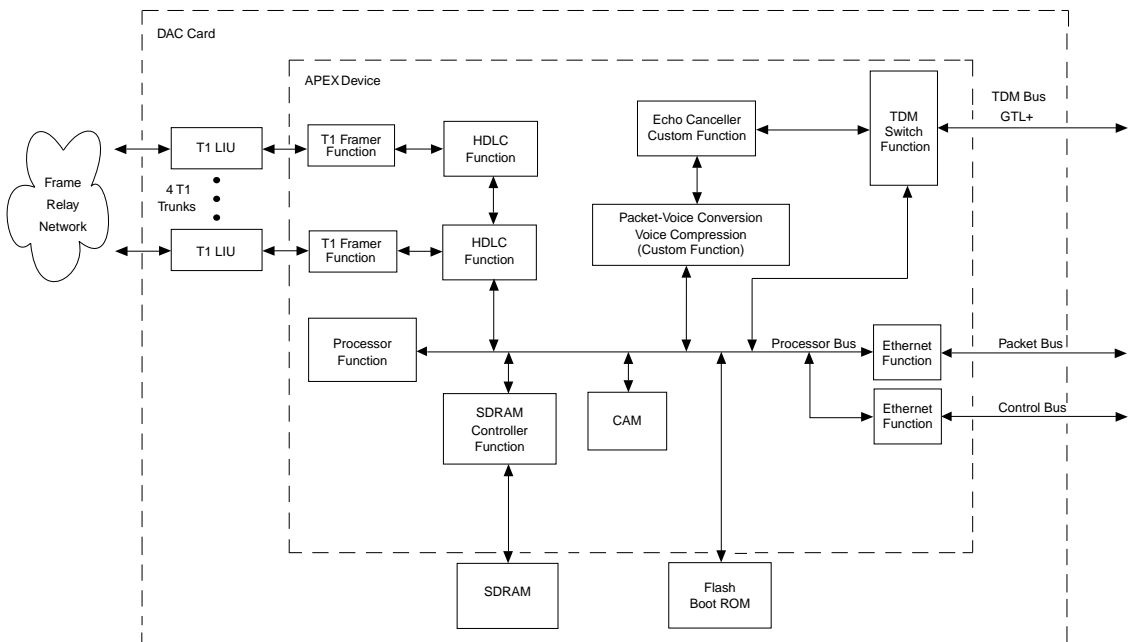 DAC Card
APEX Device
TDM Bus
GTL+
Echo Canceller
Custom Function
TDM
Switch
Function
T1 LIU
T1 Framer
Function
HDLC
Function
Frame
Relay
Network
4 T1
Trunks
Packet-Voice Conversion
Voice Compression
(Custom Function)
T1 LIU
T1 Framer
Function
HDLC
Function
Processor
Function
Processor Bus
Ethernet
Function
Packet Bus
SDRAM
Controller
Function
CAM
Ethernet
Function
Control Bus
SDRAM
Flash
Boot ROM